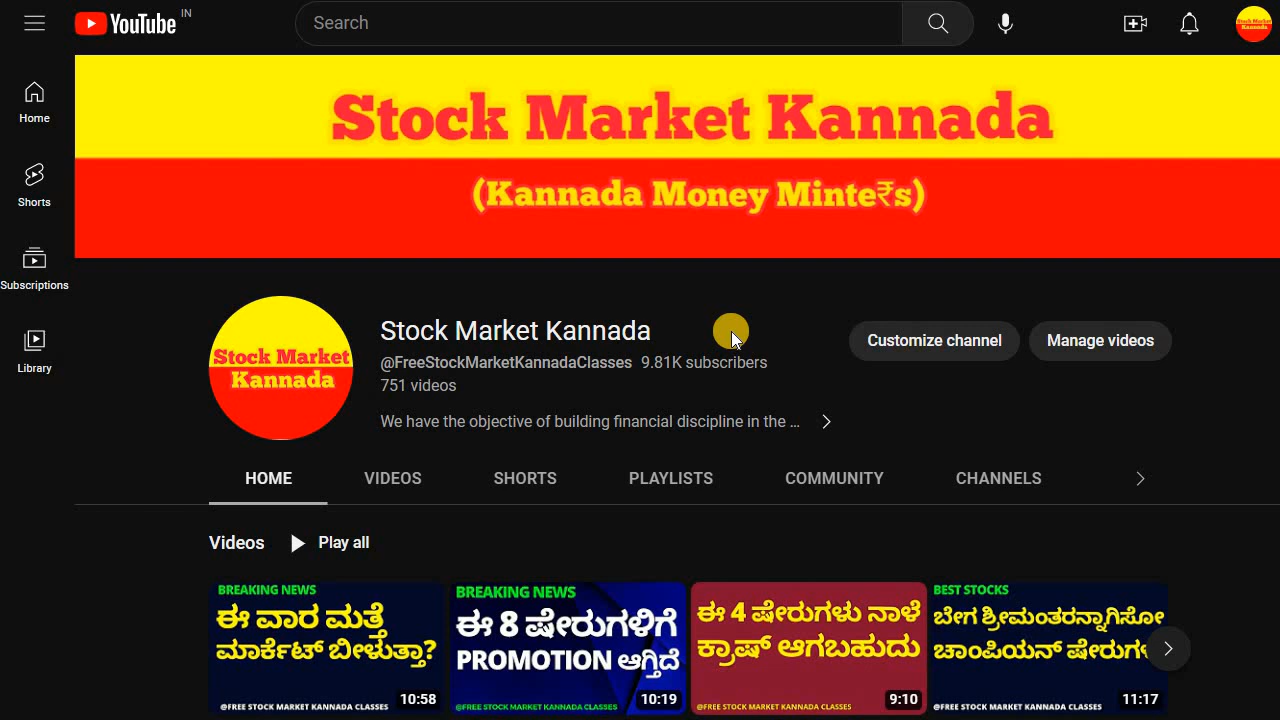 YouTube IN
Search
Home
Shorts
Subscriptions
Library
Stock Market Kannada
(Kannada Money Minte₹s)
Stock Market
Kannada
Stock Market Kannada
@FreeStockMarketKannadaClasses 9.81K subscribers
751 videos
We have the objective of building financial discipline in the ...
Customize channel
Manage videos
HOME VIDEOS SHORTS PLAYLISTS COMMUNITY CHANNELS
Videos Play all
BREAKING NEWS
ಈ ವಾರ ಮತ್ತೆ
ಮಾರ್ಕೆಟ್ ಬೀಳುತ್ತಾ?
10:58
@FREE STOCK MARKET KANNADA CLASSES
BREAKING NEWS
ಈ 8 ಷೇರುಗಳಿಗೆ
PROMOTION ಆಗ್ತಿದೆ
10:19
@FREE STOCK MARKET KANNADA CLASSES
ಈ 4 ಷೇರುಗಳು ನಾಳೆ
ಕ್ರಾಷ್ ಆಗಬಹುದು
9:10
@FREE STOCK MARKET KANNADA CLASSES
BEST STOCKS
ಬೇಗ ಶ್ರೀಮಂತರನ್ನಾಗಿಸೋ
ಚಾಂಪಿಯನ್
11:17
@FREE STOCK MARKET KANNADA CLASSES